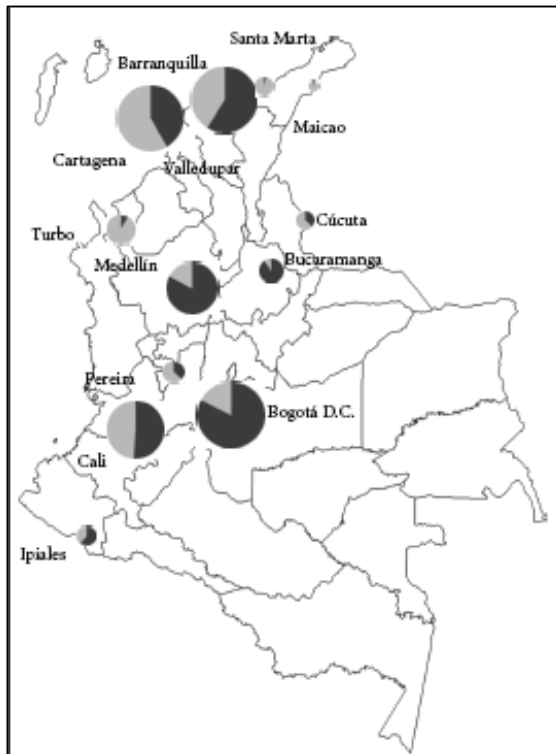 Santa Marta
Barranquilla
Maicao
Cartagena
Valledupar
Turbo
Cúcuta
Medellín
Bucaramanga
Pereira
Bogotá D.C.
Cali
Ipiales